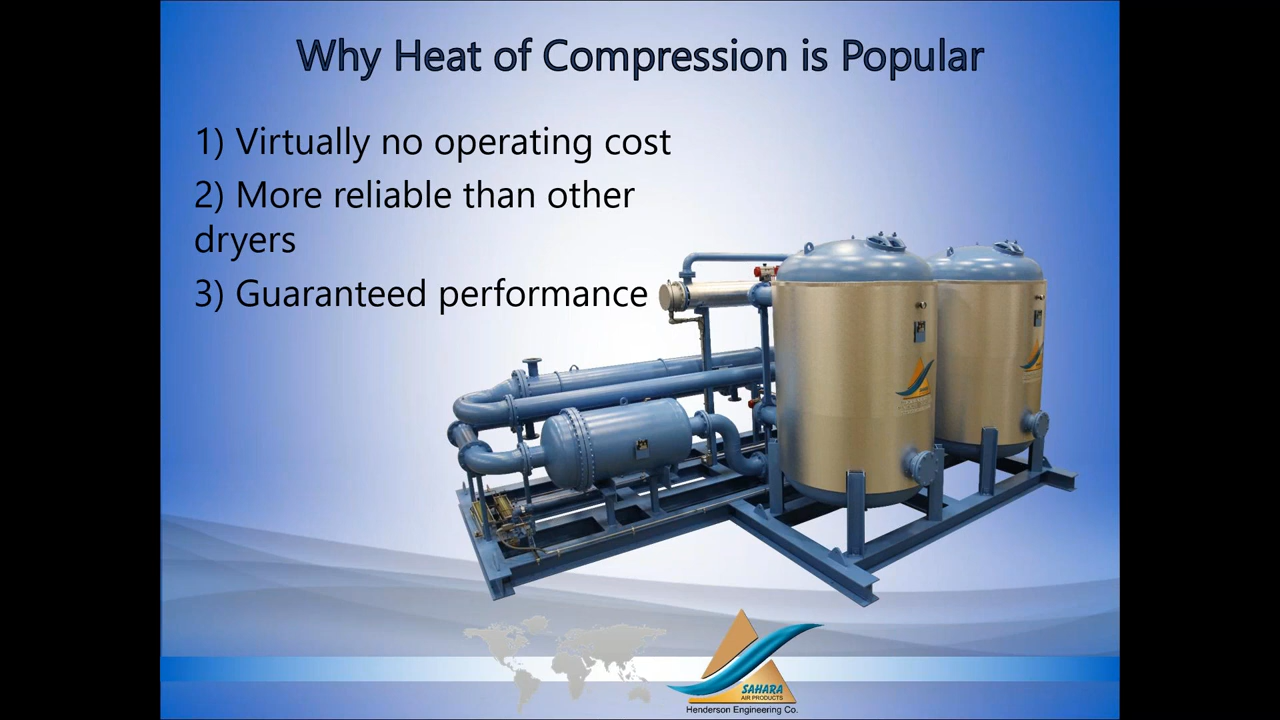 Why Heat of Compression is Popular
1) Virtually no operating cost
2) More reliable than other
dryers
3) Guaranteed performance
SAHARA
AIR PRODUCTS
Henderson Engineering Co.